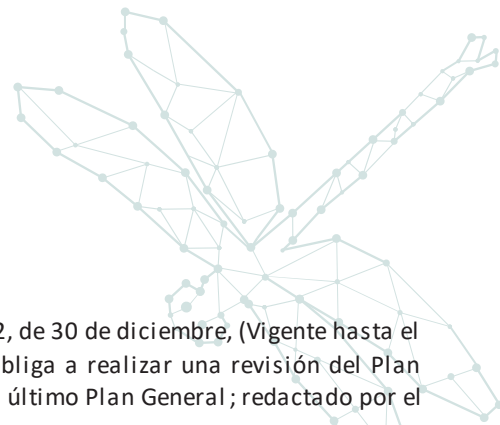 2, de 30 de diciembre, (Vigente hasta el
bliga a realizar una revisión del Plan
último Plan General; redactado por el